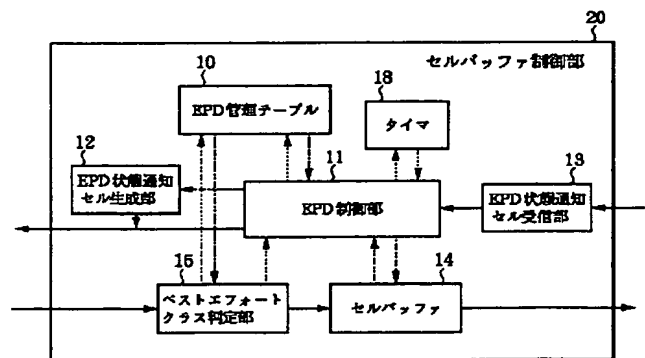 20
セルバッファ制御部
10
EPD管理テーブル
18
タイマ
12
EPD状態通知
セル生成部
11
EPD制御部
13
EPD状態通知
セル受信部
15
ベストエフォート
クラス判定部
14
セルバッファ